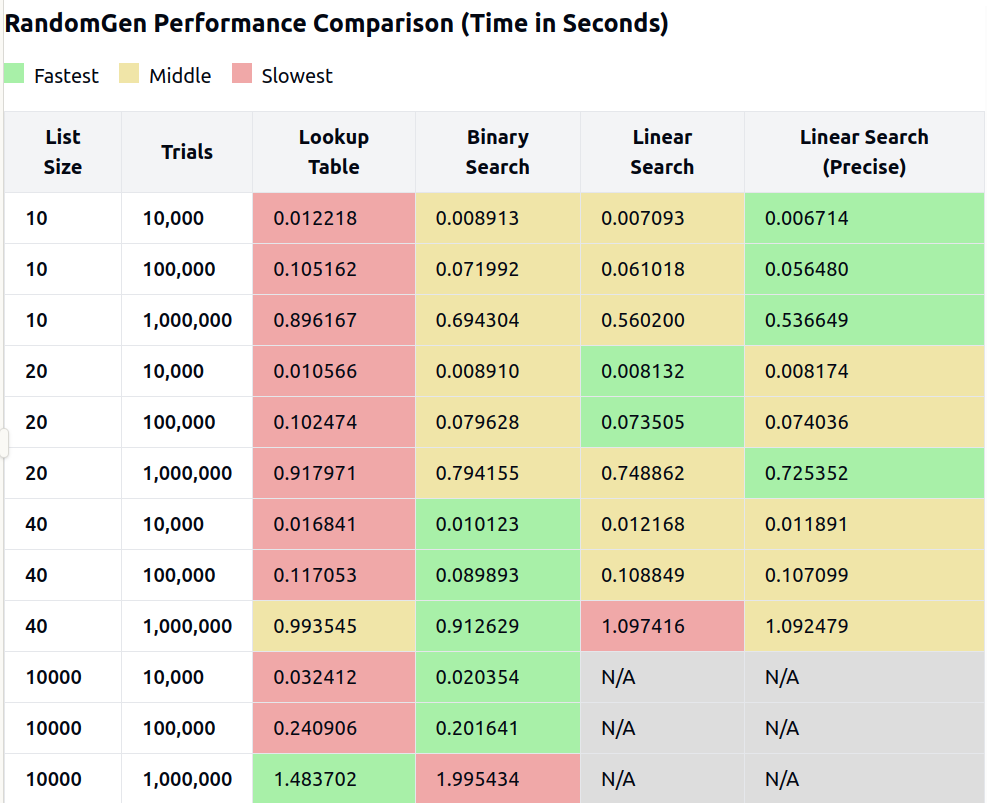 RandomGen Performance Comparison (Time in Seconds)
Fastest Middle Slowest
List Size Trials Lookup Table Binary Search Linear Search Linear Search (Precise)
10 10,000 0.012218 0.008913 0.007093 0.006714
10 100,000 0.105162 0.071992 0.061018 0.056480
10 1,000,000 0.896167 0.694304 0.560200 0.536649
20 10,000 0.010566 0.008910 0.008132 0.008174
20 100,000 0.102474 0.079628 0.073505 0.074036
20 1,000,000 0.917971 0.794155 0.748862 0.725352
40 10,000 0.016841 0.010123 0.012168 0.011891
40 100,000 0.117053 0.089893 0.108849 0.107099
40 1,000,000 0.993545 0.912629 1.097416 1.092479
10000 10,000 0.032412 0.020354 N/A N/A
10000 100,000 0.240906 0.201641 N/A N/A
10000 1,000,000 1.483702 1.995434 N/A N/A